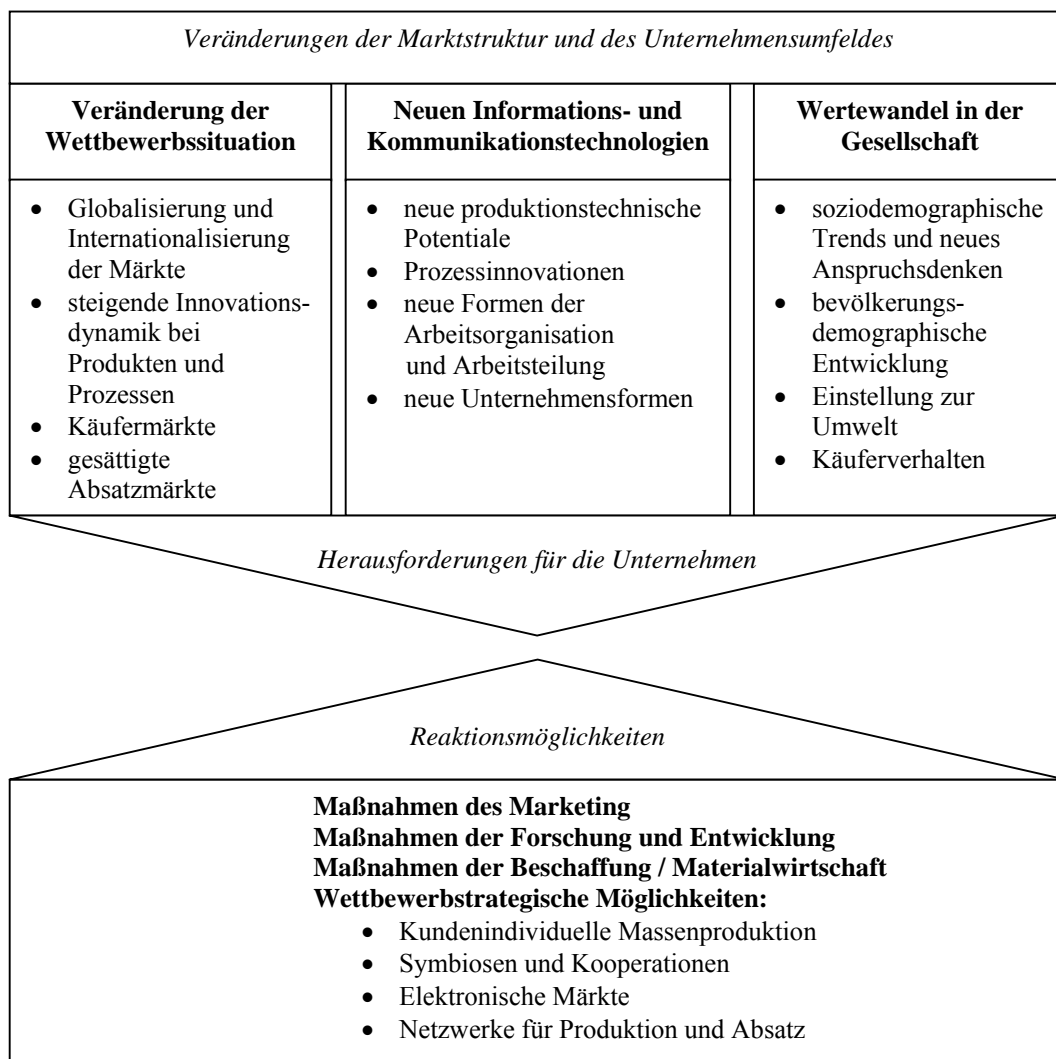 Veränderungen der Marktstruktur und des Unternehmensumfeldes
Veränderung der
Wettbewerbssituation
• Globalisierung und
Internationalisierung
der Märkte
• steigende Innovations-
dynamik bei
Produkten und
Prozessen
• Käufermärkte
• gesättigte
Absatzmärkte
Neuen Informations- und
Kommunikationstechnologien
• neue produktionstechnische
Potentiale
• Prozessinnovationen
• neue Formen der
Arbeitsorganisation
und Arbeitsteilung
• neue Unternehmensformen
Wertewandel in der
Gesellschaft
• soziodemographische
Trends und neues
Anspruchsdenken
• bevölkerungs-
demographische
Entwicklung
• Einstellung zur
Umwelt
• Käuferverhalten
Herausforderungen für die Unternehmen
Reaktionsmöglichkeiten
Maßnahmen des Marketing
Maßnahmen der Forschung und Entwicklung
Maßnahmen der Beschaffung / Materialwirtschaft
Wettbewerbstrategische Möglichkeiten:
• Kundenindividuelle Massenproduktion
• Symbiosen und Kooperationen
• Elektronische Märkte
• Netzwerke für Produktion und Absatz